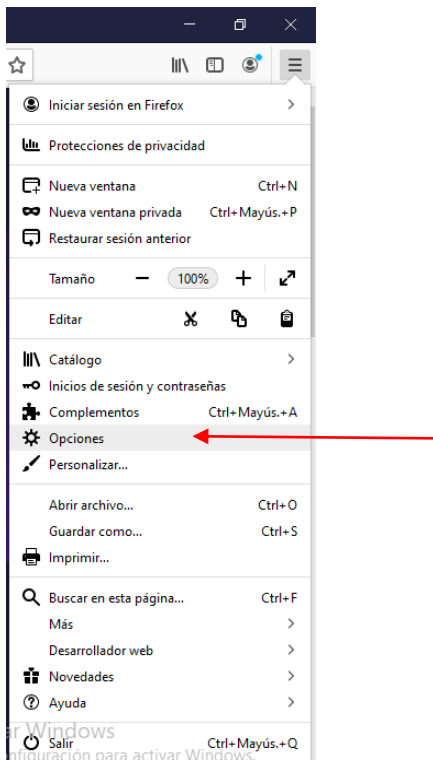 Iniciar sesión en Firefox
Protecciones de privacidad
Nueva ventana Ctrl+N
Nueva ventana privada Ctrl+Mayús.+P
Restaurar sesión anterior
Tamaño 100%
Editar
Catálogo
Inicios de sesión y contraseñas
Complementos Ctrl+Mayús.+A
Opciones
Personalizar...
Abrir archivo... Ctrl+O
Guardar como... Ctrl+S
Imprimir...
Buscar en esta página... Ctrl+F
Más
Desarrollador web
Novedades
Ayuda
ar Windows
Salir Ctrl+Mayús.+Q
nfiguración para activar Windows.